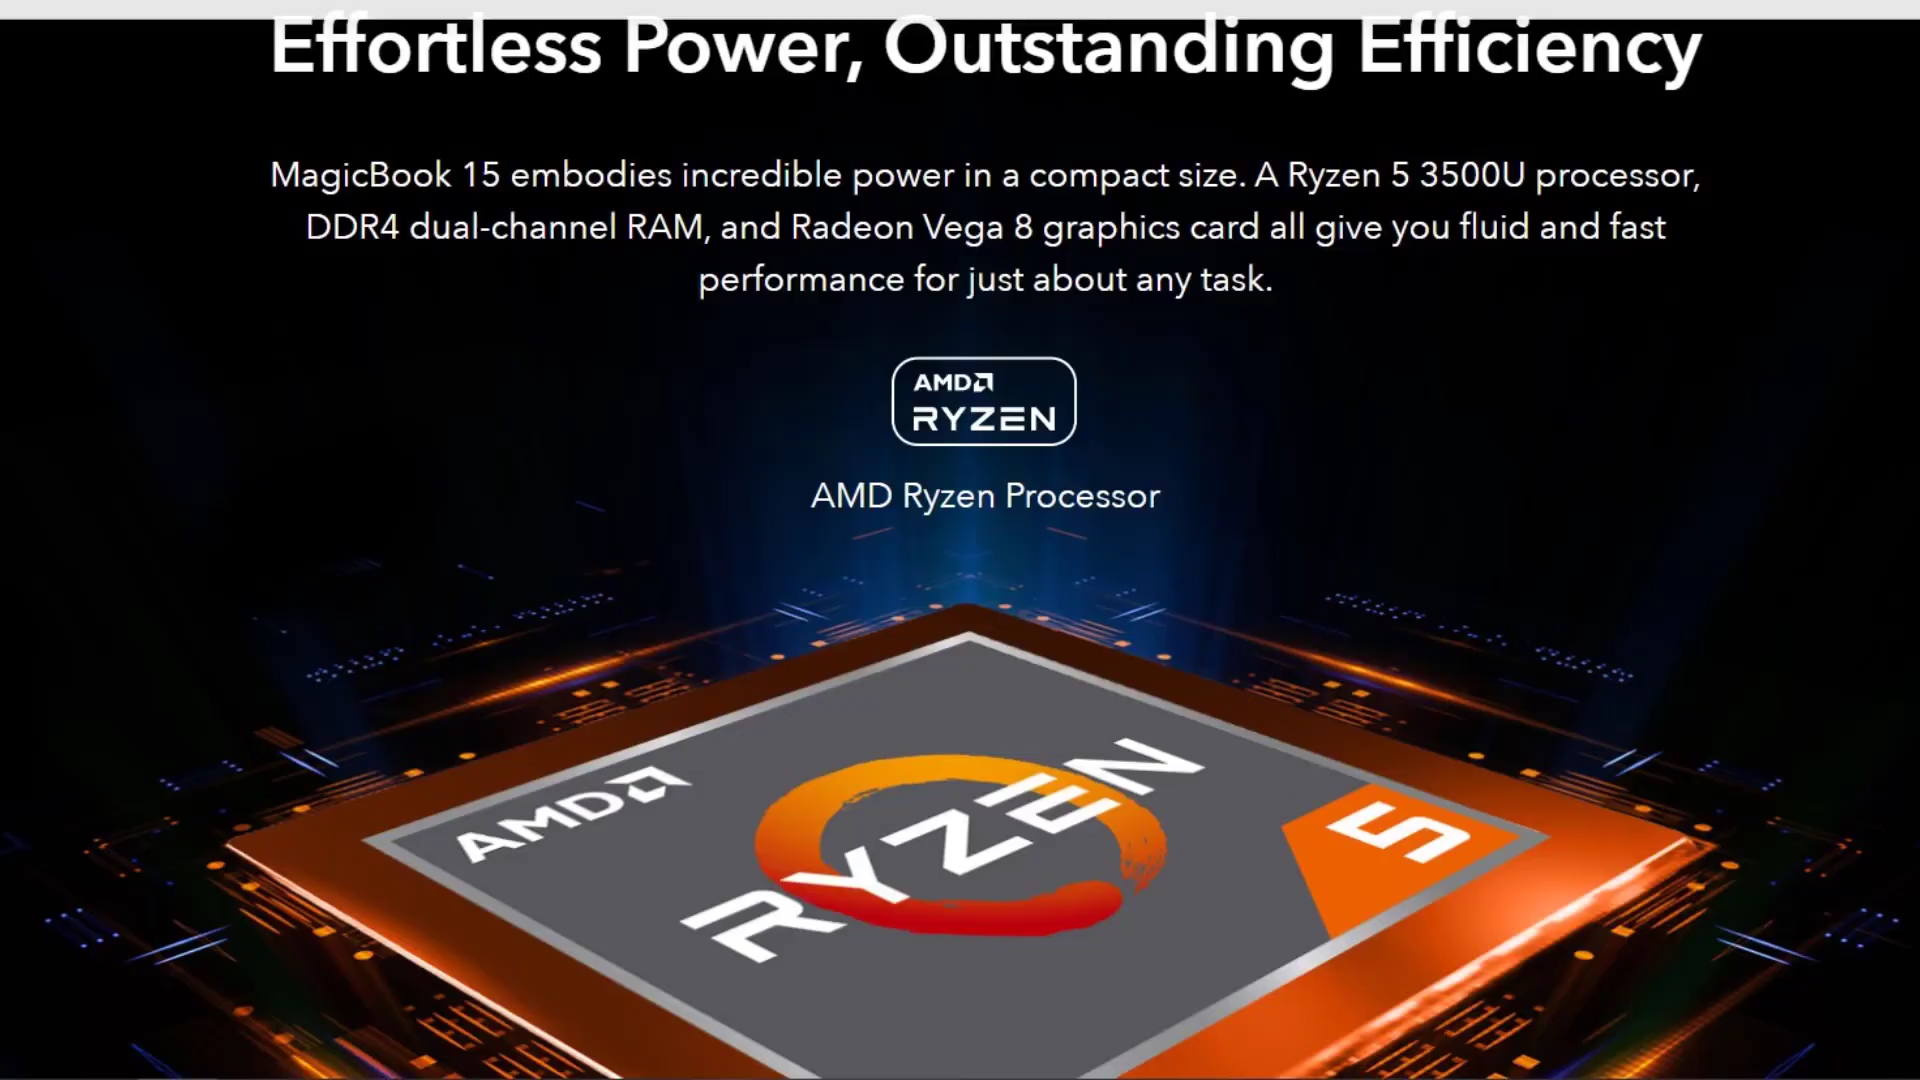 Effortless Power, Outstanding Efficiency
MagicBook 15 embodies incredible power in a compact size. A Ryzen 5 3500U processor,
DDR4 dual-channel RAM, and Radeon Vega 8 graphics card all give you fluid and fast
performance for just about any task.
AMD
RYZEN
AMD Ryzen Processor
AMD
RYZEN
5